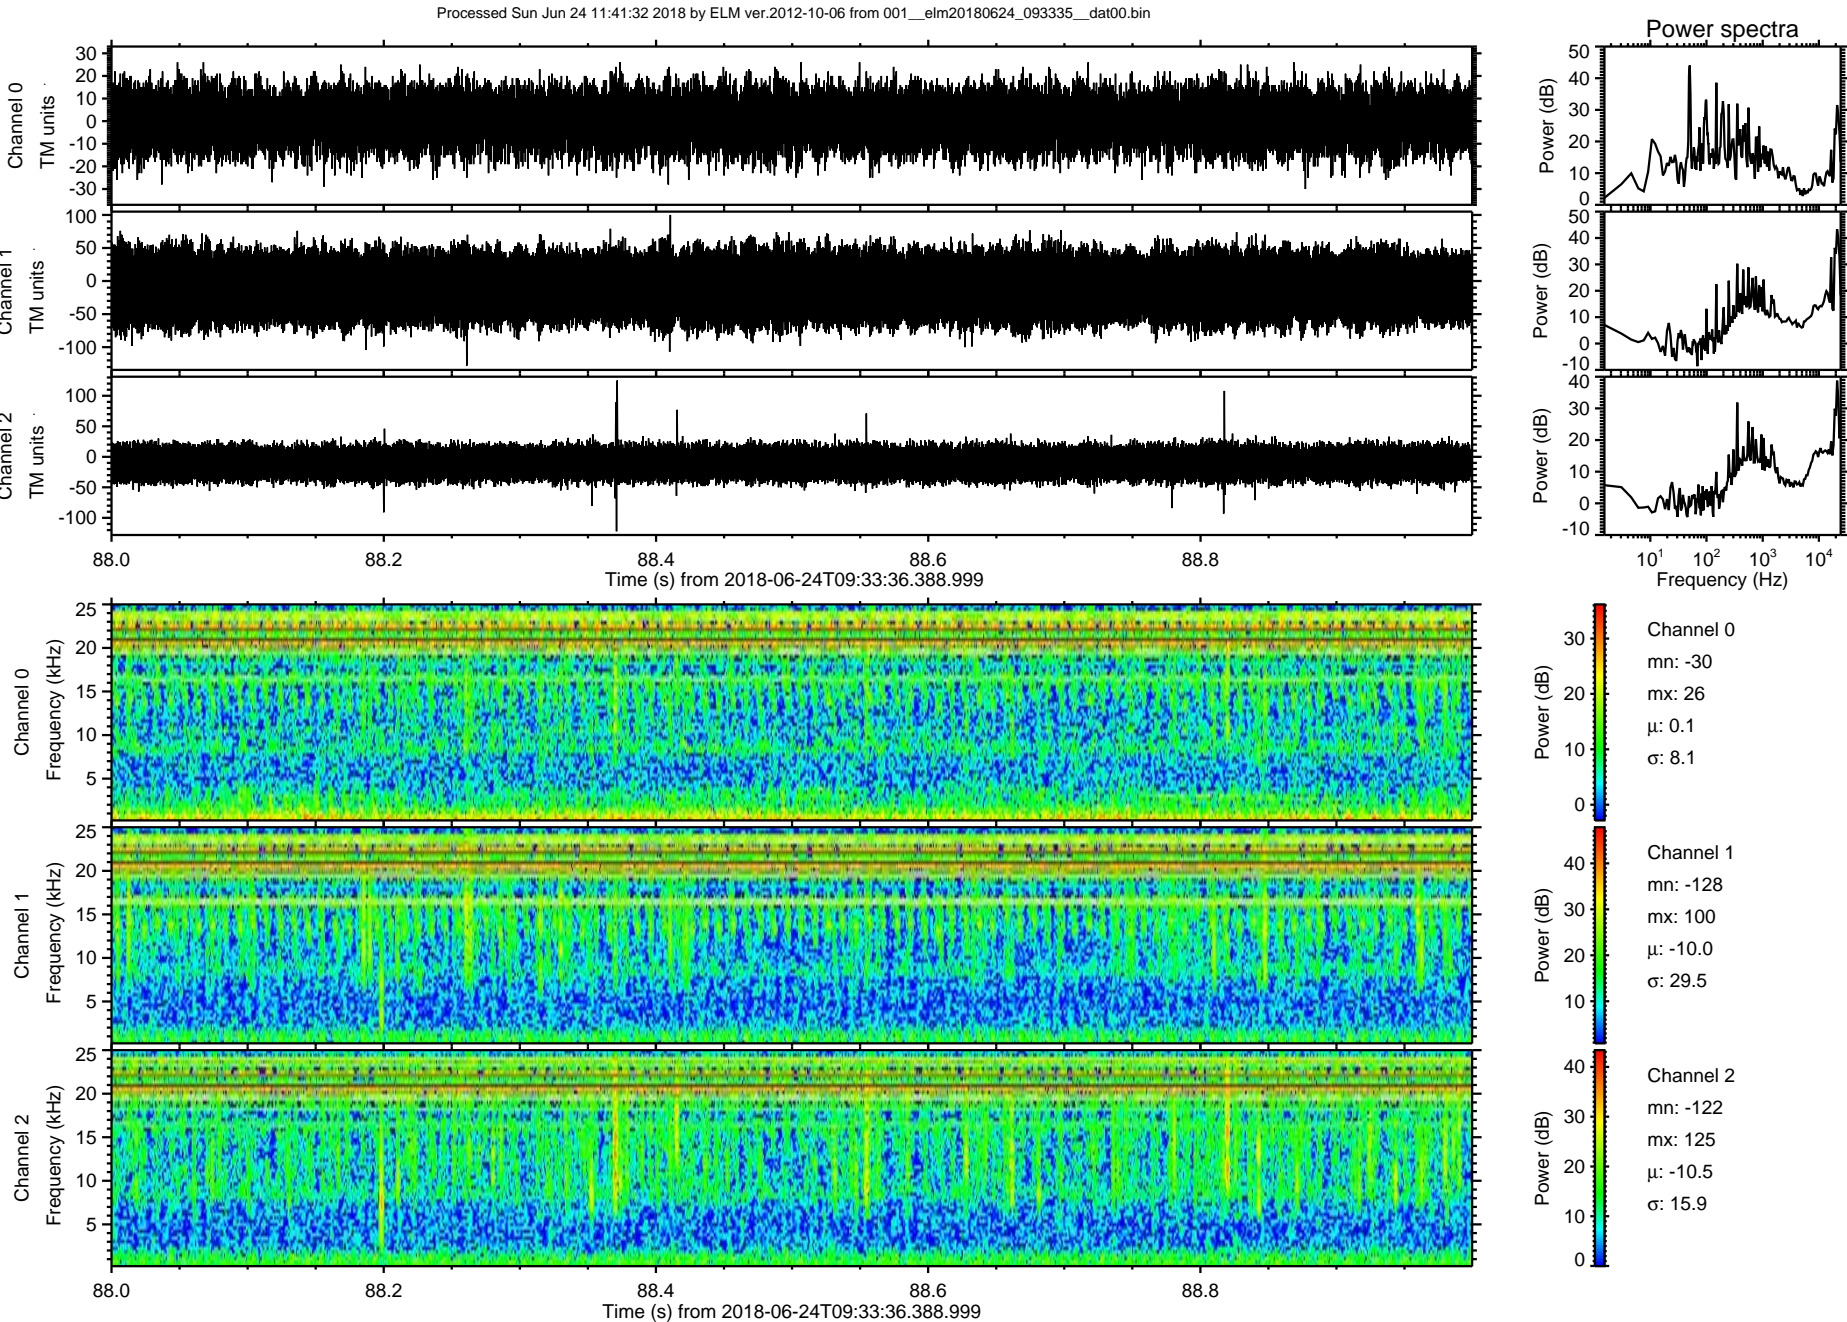 Processed Sun Jun 24 11:41:32 2018 by ELM ver.2012-10-06 from 001__elm20180624_093335__dat00.bin
Power spectra
Channel 0
TM units
30
20
10
0
-10
-20
-30
Power (dB)
50
40
30
20
10
0
Channel 1
TM units
100
50
0
-50
-100
Power (dB)
50
40
30
20
10
0
-10
Channel 2
TM units
100
50
0
-50
-100
Power (dB)
40
30
20
10
0
-10
88.0 88.2 88.4 88.6 88.8
Time (s) from 2018-06-24T09:33:36.388.999
10^1 10^2 10^3 10^4
Frequency (Hz)
Channel 0
Frequency (kHz)
25
20
15
10
5
Power (dB)
30
20
10
0
Channel 0
mn: -30
mx: 26
μ: 0.1
σ: 8.1
Channel 1
Frequency (kHz)
25
20
15
10
5
Power (dB)
40
30
20
10
Channel 1
mn: -128
mx: 100
μ: -10.0
σ: 29.5
Channel 2
Frequency (kHz)
25
20
15
10
5
Power (dB)
40
30
20
10
0
Channel 2
mn: -122
mx: 125
μ: -10.5
σ: 15.9
88.0 88.2 88.4 88.6 88.8
Time (s) from 2018-06-24T09:33:36.388.999